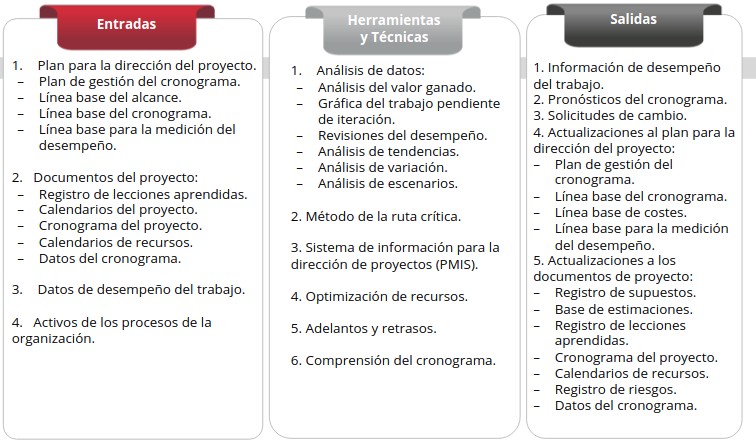 Entradas
1. Plan para la dirección del proyecto.
– Plan de gestión del cronograma.
– Línea base del alcance.
– Línea base del cronograma.
– Línea base para la medición del
desempeño.
2. Documentos del proyecto:
– Registro de lecciones aprendidas.
– Calendarios del proyecto.
– Cronograma del proyecto.
– Calendarios de recursos.
– Datos del cronograma.
3. Datos de desempeño del trabajo.
4. Activos de los procesos de la
organización.
Herramientas
y Técnicas
1. Análisis de datos:
– Análisis del valor ganado.
– Gráfica del trabajo pendiente
de iteración.
– Revisiones del desempeño.
– Análisis de tendencias.
– Análisis de variación.
– Análisis de escenarios.
2. Método de la ruta crítica.
3. Sistema de información para la
dirección de proyectos (PMIS).
4. Optimización de recursos.
5. Adelantos y retrasos.
6. Comprensión del cronograma.
Salidas
1. Información de desempeño
del trabajo.
2. Pronósticos del cronograma.
3. Solicitudes de cambio.
4. Actualizaciones al plan para la
dirección del proyecto:
– Plan de gestión del
cronograma.
– Línea base del cronograma.
– Línea base de costes.
– Línea base para la medición
del desempeño.
5. Actualizaciones a los
documentos de proyecto:
– Registro de supuestos.
– Base de estimaciones.
– Registro de lecciones
aprendidas.
– Cronograma del proyecto.
– Calendarios de recursos.
– Registro de riesgos.
– Datos del cronograma.